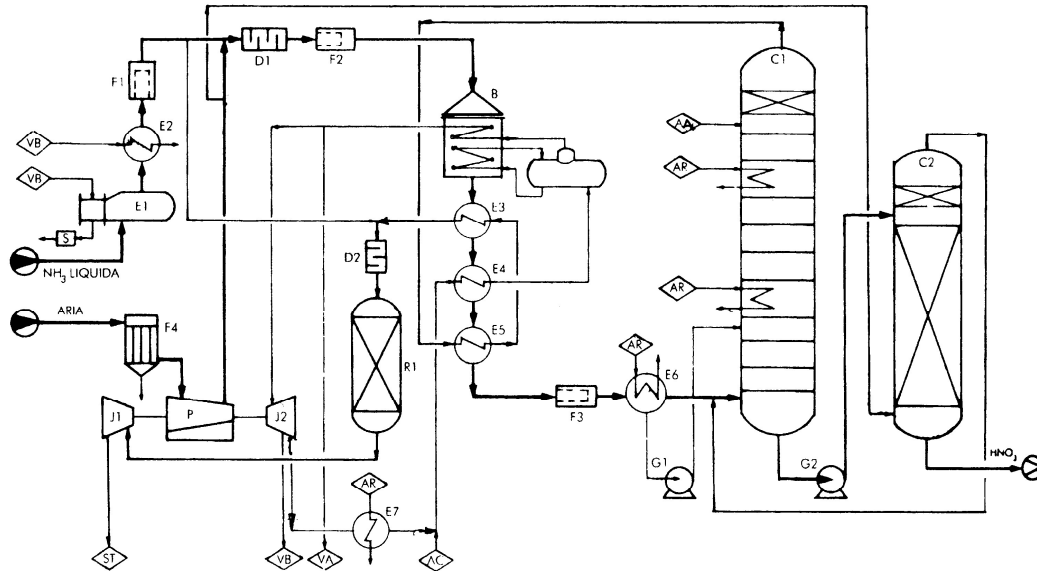 C1
D1
F2
F1
B
C2
E2
VB
AA
AR
VB
E1
E3
S
D2
E4
NH3 LIQUIDA
ARIA
AR
F4
E5
R1
AR
E6
F3
J1
P
J2
G1
G2
HNO3
AR
E7
ST
VB
VA
AC